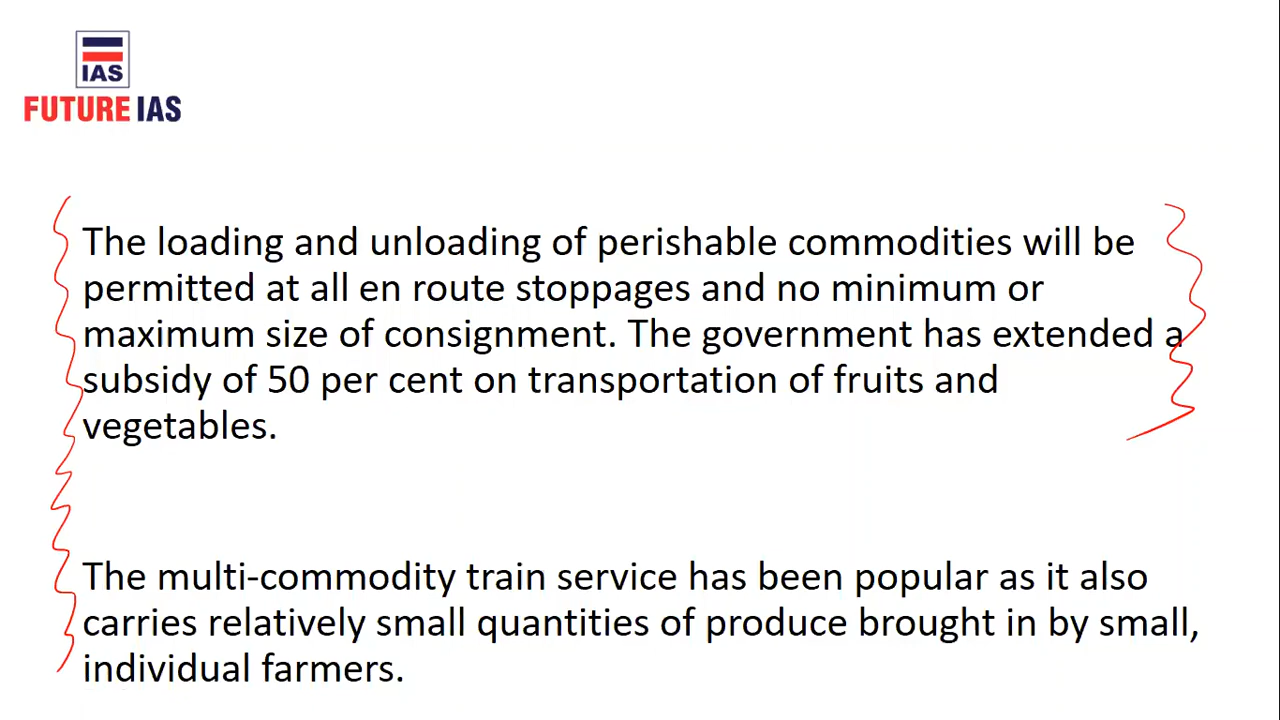 IAS
FUTURE IAS
The loading and unloading of perishable commodities will be
permitted at all en route stoppages and no minimum or
maximum size of consignment. The government has extended a
subsidy of 50 per cent on transportation of fruits and
vegetables.
The multi-commodity train service has been popular as it also
carries relatively small quantities of produce brought in by small,
individual farmers.